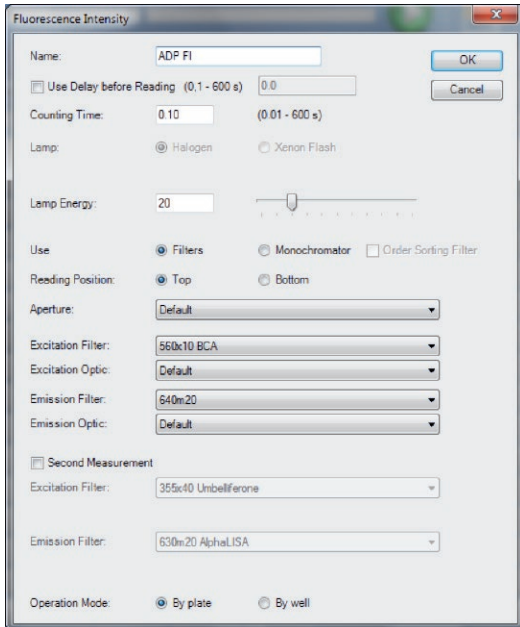 Fluorescence Intensity
Name: ADP FI OK
Use Delay before Reading (0.1 - 600 s) 0.0 Cancel
Counting Time: 0.10 (0.01 - 600 s)
Lamp: Halogen Xenon Flash
Lamp Energy: 20
Use Filters Monochromator Order Sorting Filter
Reading Position: Top Bottom
Aperture: Default
Excitation Filter: 560x10 BCA
Excitation Optic: Default
Emission Filter: 640m20
Emission Optic: Default
Second Measurement
Excitation Filter: 355x40 Umbelliferone
Emission Filter: 630m20 AlphaLISA
Operation Mode: By plate By well